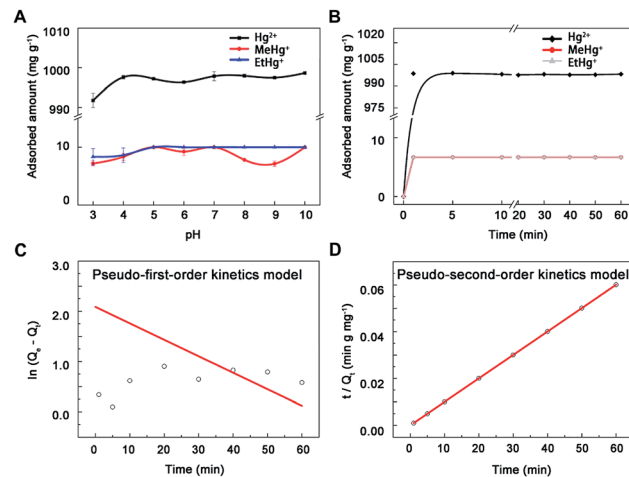 A
Adsorbed amount (mg g⁻¹)
1010
1000
990
10
0
Hg²⁺
MeHg⁺
EtHg⁺
3 4 5 6 7 8 9 10
pH
B
Adsorbed amount (mg g⁻¹)
1020
1005
990
975
10
0
Hg²⁺
MeHg⁺
EtHg⁺
0 5 10 20 30 40 50 60
Time (min)
C
Pseudo-first-order kinetics model
ln (Qₑ - Qₜ)
3.0
2.0
1.0
0.0
0 10 20 30 40 50 60
Time (min)
D
Pseudo-second-order kinetics model
t / Qₜ (min g mg⁻¹)
0.06
0.04
0.02
0.00
0 10 20 30 40 50 60
Time (min)